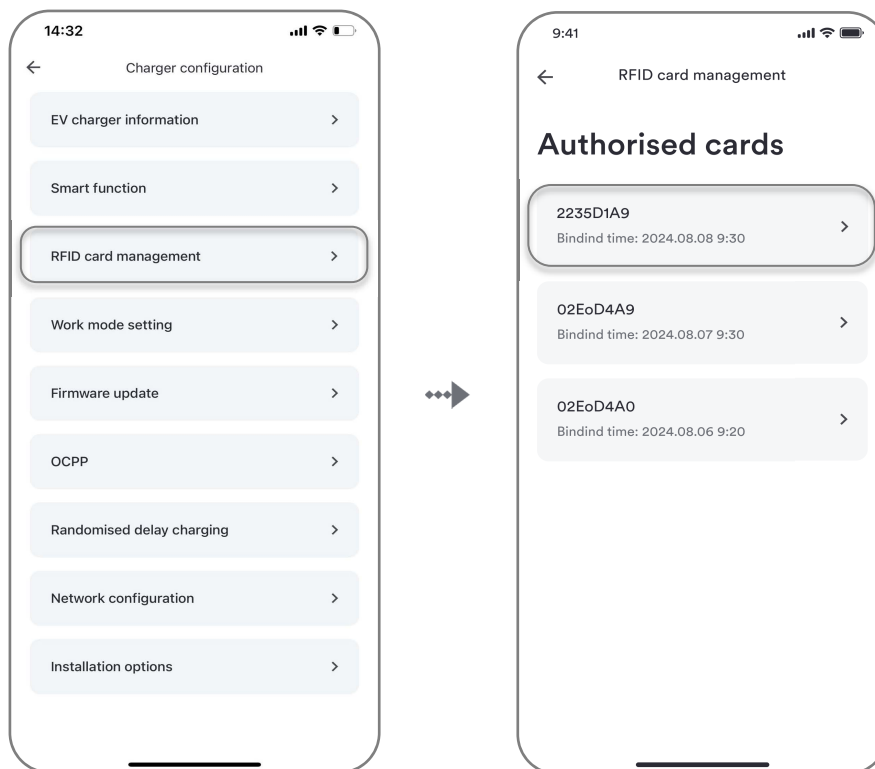 14:32
Charger configuration
EV charger information
Smart function
RFID card management
Work mode setting
Firmware update
OCPP
Randomised delay charging
Network configuration
Installation options
9:41
RFID card management
Authorised cards
2235D1A9
Bindind time: 2024.08.08 9:30
02EoD4A9
Bindind time: 2024.08.07 9:30
02EoD4A0
Bindind time: 2024.08.06 9:20